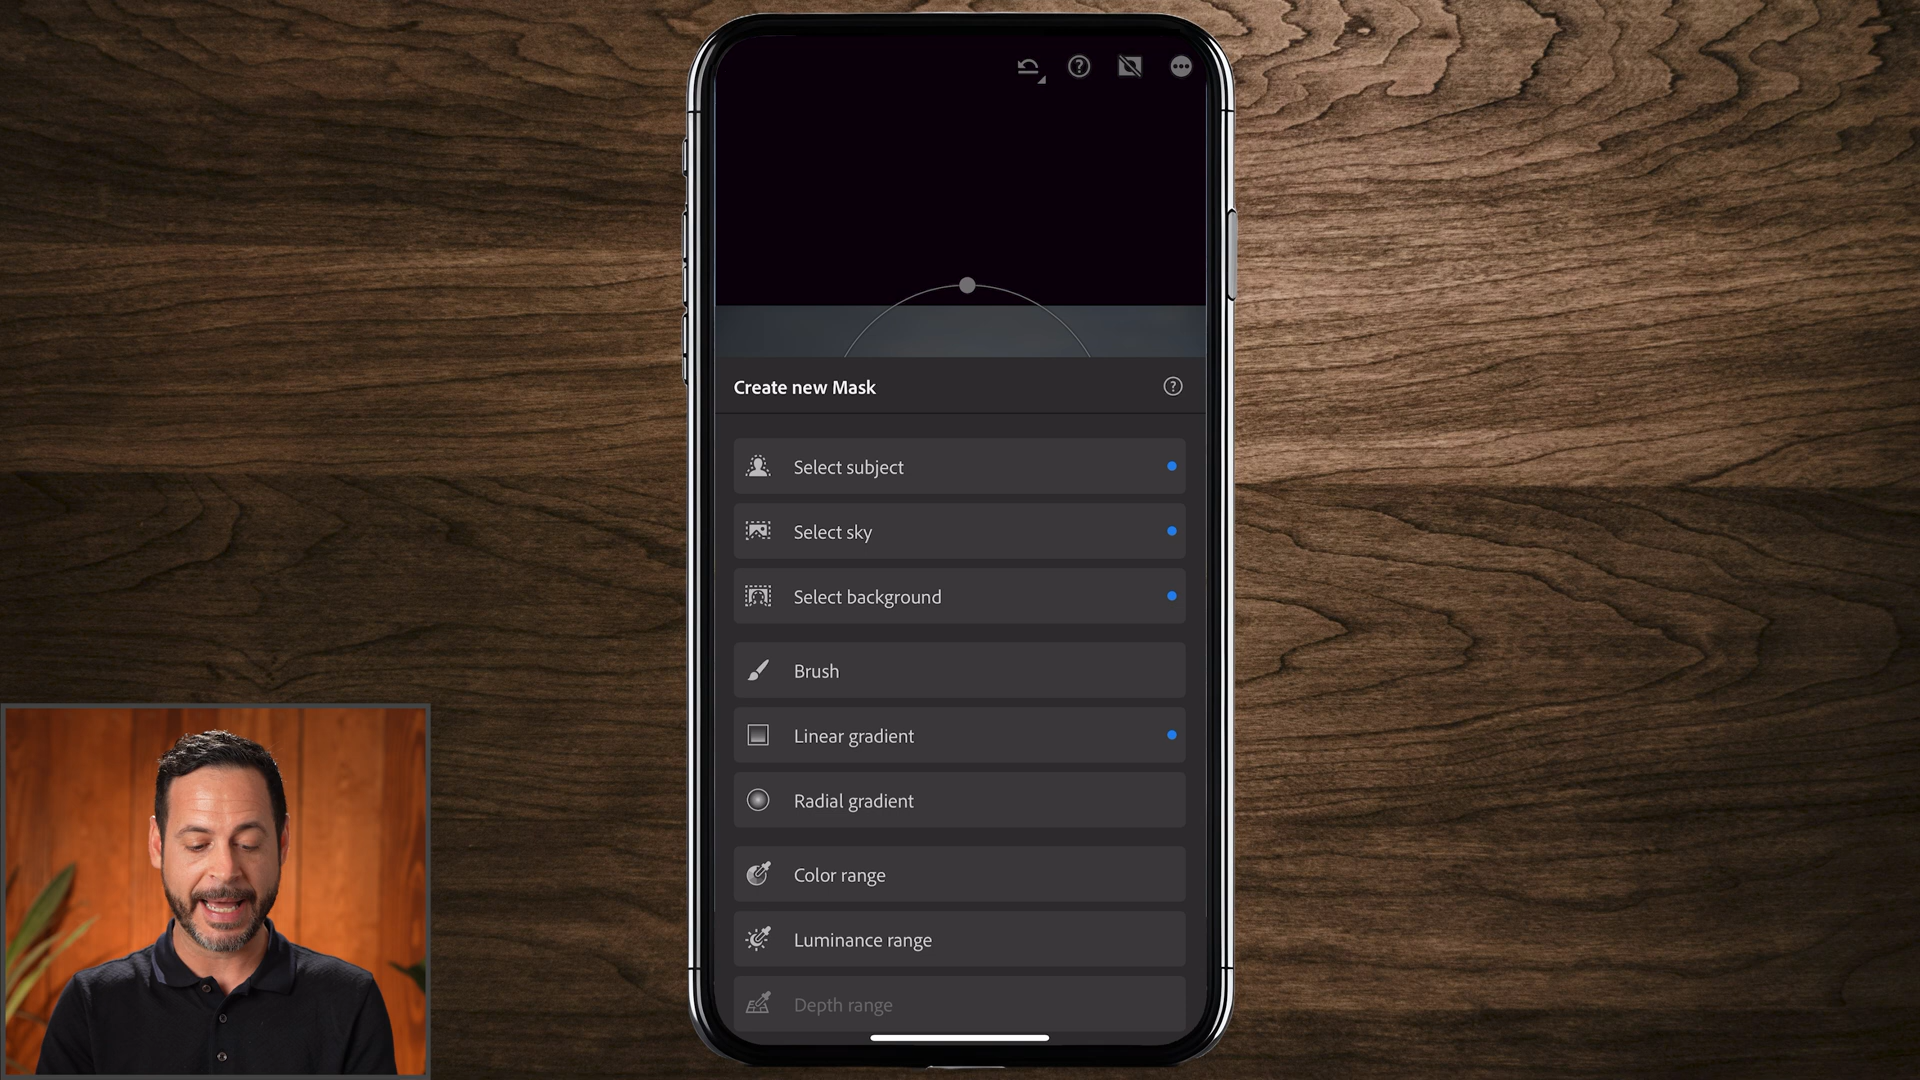 Create new Mask
Select subject
Select sky
Select background
Brush
Linear gradient
Radial gradient
Color range
Luminance range
Depth range